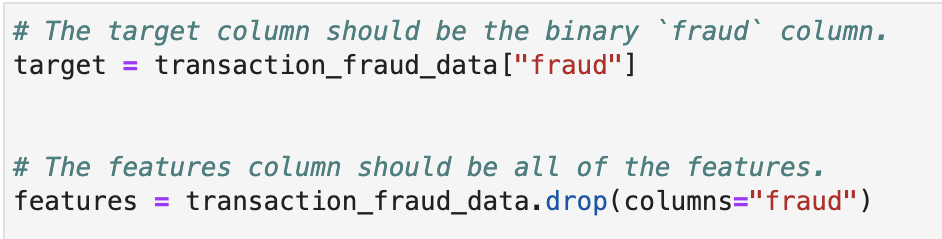 # The target column should be the binary `fraud` column.
target = transaction_fraud_data["fraud"]
# The features column should be all of the features.
features = transaction_fraud_data.drop(columns="fraud")